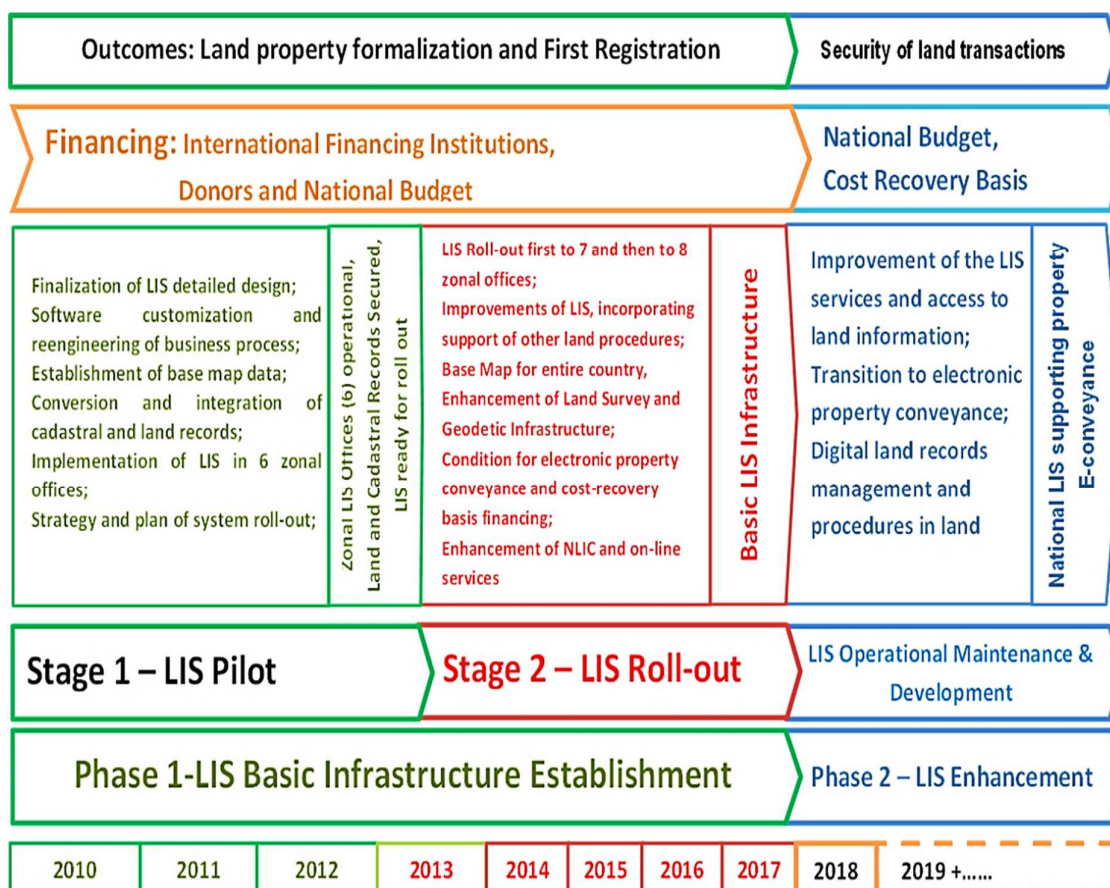 Outcomes: Land property formalization and First Registration
Security of land transactions
Financing: International Financing Institutions,
Donors and National Budget
National Budget,
Cost Recovery Basis
Finalization of LIS detailed design;
Software customization and
reengineering of business process;
Establishment of base map data;
Conversion and integration of
cadastral and land records;
Implementation of LIS in 6 zonal
offices;
Strategy and plan of system roll-out;
Zonal LIS Offices (6) operational,
Land and Cadastral Records Secured,
LIS ready for roll out
LIS Roll-out first to 7 and then to 8
zonal offices;
Improvements of LIS, incorporating
support of other land procedures;
Base Map for entire country,
Enhancement of Land Survey and
Geodetic Infrastructure;
Condition for electronic property
conveyance and cost-recovery
basis financing;
Enhancement of NLIC and on-line
services
Basic LIS Infrastructure
Improvement of the LIS
services and access to
land information;
Transition to electronic
property conveyance;
Digital land records
management and
procedures in land
National LIS supporting property
E-conveyance
Stage 1 – LIS Pilot
Stage 2 – LIS Roll-out
LIS Operational Maintenance &
Development
Phase 1-LIS Basic Infrastructure Establishment
Phase 2 – LIS Enhancement
2010
2011
2012
2013
2014
2015
2016
2017
2018
2019 +......